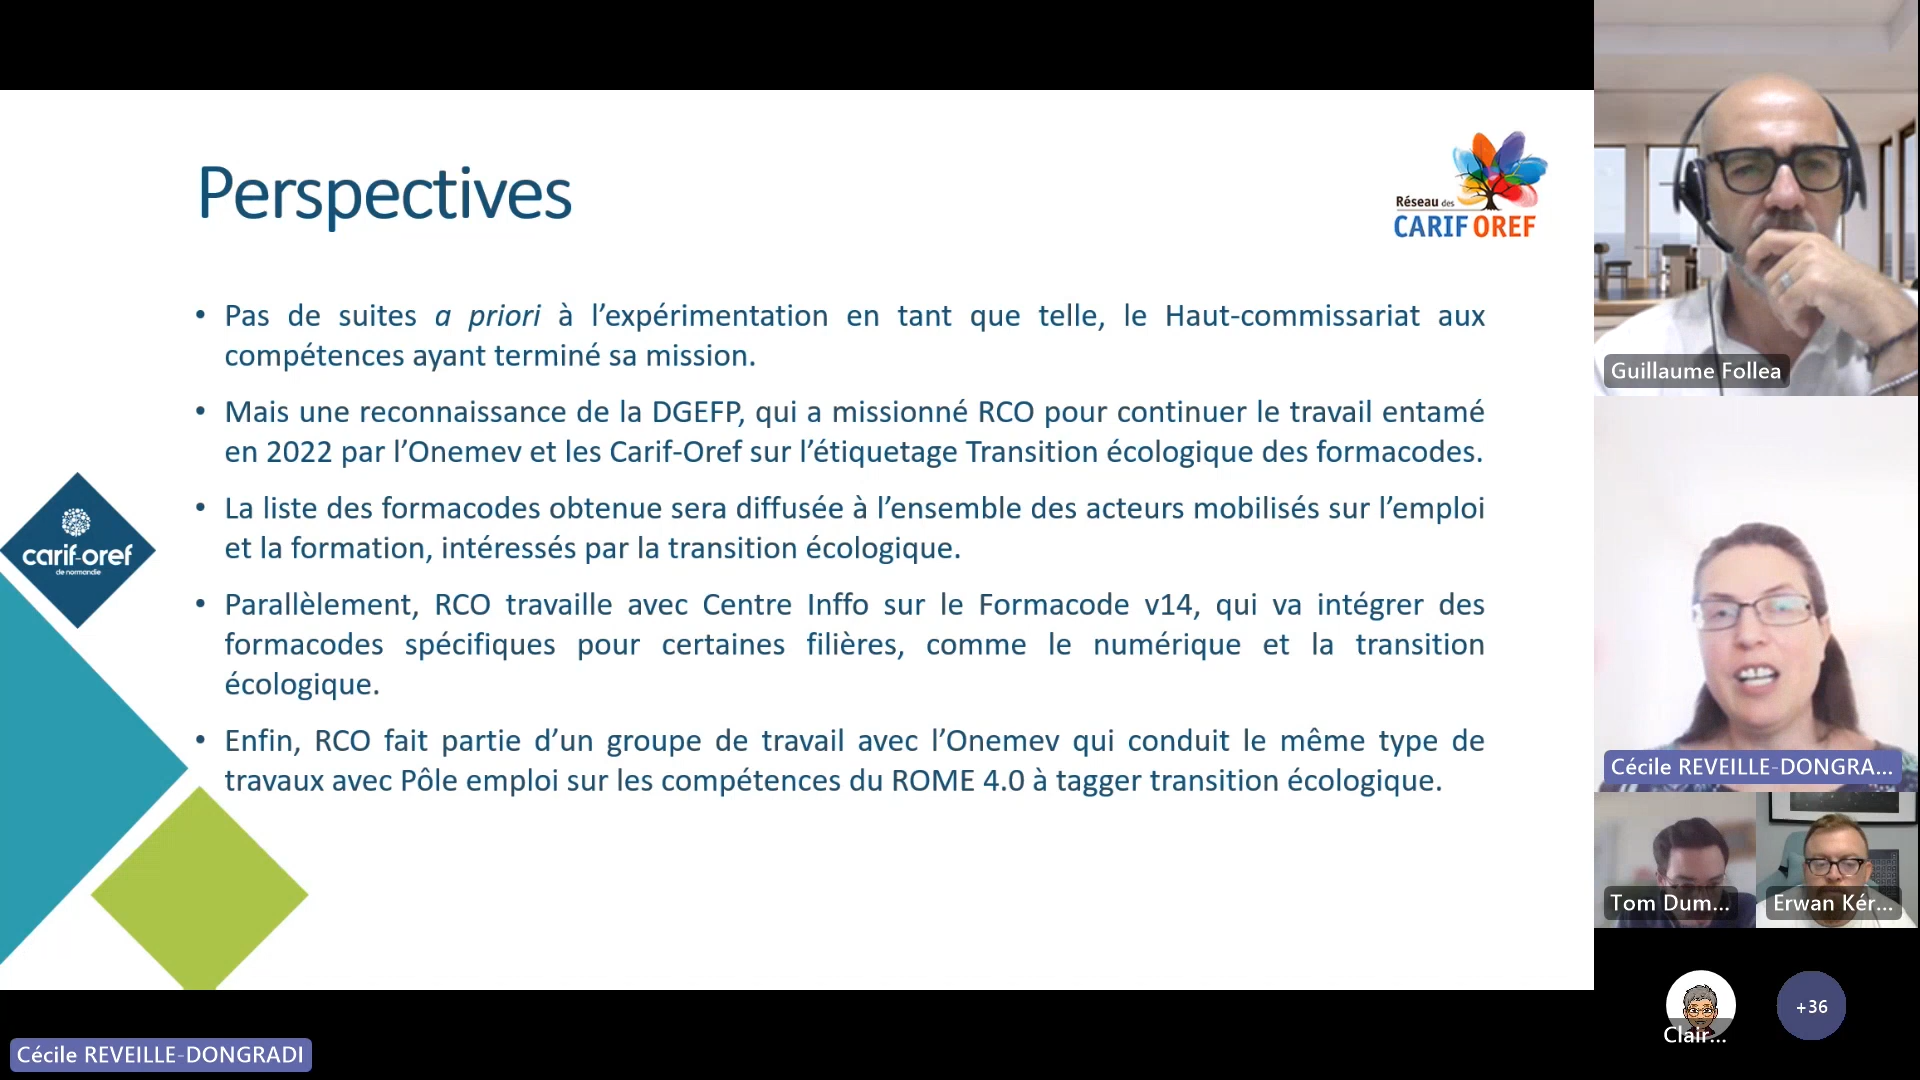 Perspectives
Réseau des
CARIF OREF
• Pas de suites a priori à l’expérimentation en tant que telle, le Haut-commissariat aux
compétences ayant terminé sa mission.
• Mais une reconnaissance de la DGEFP, qui a missionné RCO pour continuer le travail entamé
en 2022 par l’Onemev et les Carif-Oref sur l’étiquetage Transition écologique des formacodes.
• La liste des formacodes obtenue sera diffusée à l’ensemble des acteurs mobilisés sur l’emploi
et la formation, intéressés par la transition écologique.
• Parallèlement, RCO travaille avec Centre Inffo sur le Formacode v14, qui va intégrer des
formacodes spécifiques pour certaines filières, comme le numérique et la transition
écologique.
• Enfin, RCO fait partie d’un groupe de travail avec l’Onemev qui conduit le même type de
travaux avec Pôle emploi sur les compétences du ROME 4.0 à tagger transition écologique.
carif-oref
de normandie
Guillaume Follea
Cécile REVEILLE-DONGRA...
Tom Dum...
Erwan Kér...
Clair...
+36
Cécile REVEILLE-DONGRADI